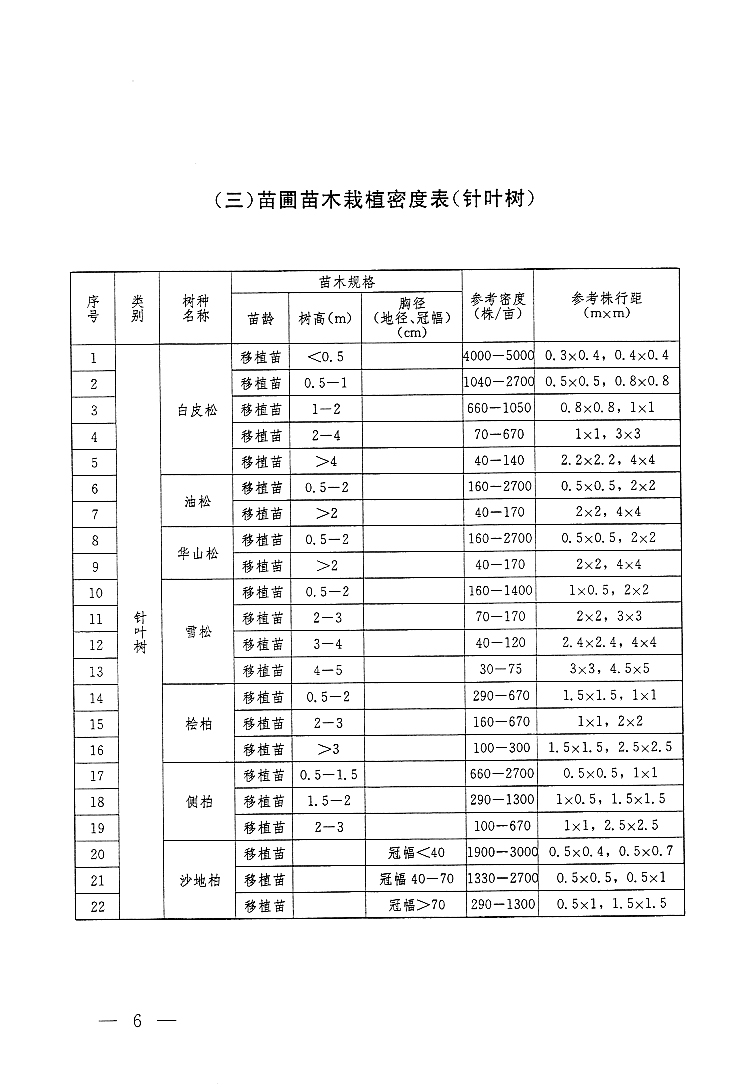 (三)苗圃苗木栽植密度表(针叶树)
序号 类别 树种名称 苗木规格 参考密度(株/亩) 参考株行距(m×m)
苗龄 树高(m) 胸径(地径、冠幅)(cm)
1 针叶树 白皮松 移植苗 <0.5 4000—5000 0.3×0.4，0.4×0.4
2 移植苗 0.5—1 1040—2700 0.5×0.5，0.8×0.8
3 移植苗 1—2 660—1050 0.8×0.8，1×1
4 移植苗 2—4 70—670 1×1，3×3
5 移植苗 >4 40—140 2.2×2.2，4×4
6 油松 移植苗 0.5—2 160—2700 0.5×0.5，2×2
7 移植苗 >2 40—170 2×2，4×4
8 华山松 移植苗 0.5—2 160—2700 0.5×0.5，2×2
9 移植苗 >2 40—170 2×2，4×4
10 雪松 移植苗 0.5—2 160—1400 1×0.5，2×2
11 移植苗 2—3 70—170 2×2，3×3
12 移植苗 3—4 40—120 2.4×2.4，4×4
13 移植苗 4—5 30—75 3×3，4.5×5
14 桧柏 移植苗 0.5—2 290—670 1.5×1.5，1×1
15 移植苗 2—3 160—670 1×1，2×2
16 移植苗 >3 100—300 1.5×1.5，2.5×2.5
17 侧柏 移植苗 0.5—1.5 660—2700 0.5×0.5，1×1
18 移植苗 1.5—2 290—1300 1×0.5，1.5×1.5
19 移植苗 2—3 100—670 1×1，2.5×2.5
20 沙地柏 移植苗 冠幅<40 1900—3000 0.5×0.4，0.5×0.7
21 移植苗 冠幅 40—70 1330—2700 0.5×0.5，0.5×1
22 移植苗 冠幅>70 290—1300 0.5×1，1.5×1.5
— 6 —